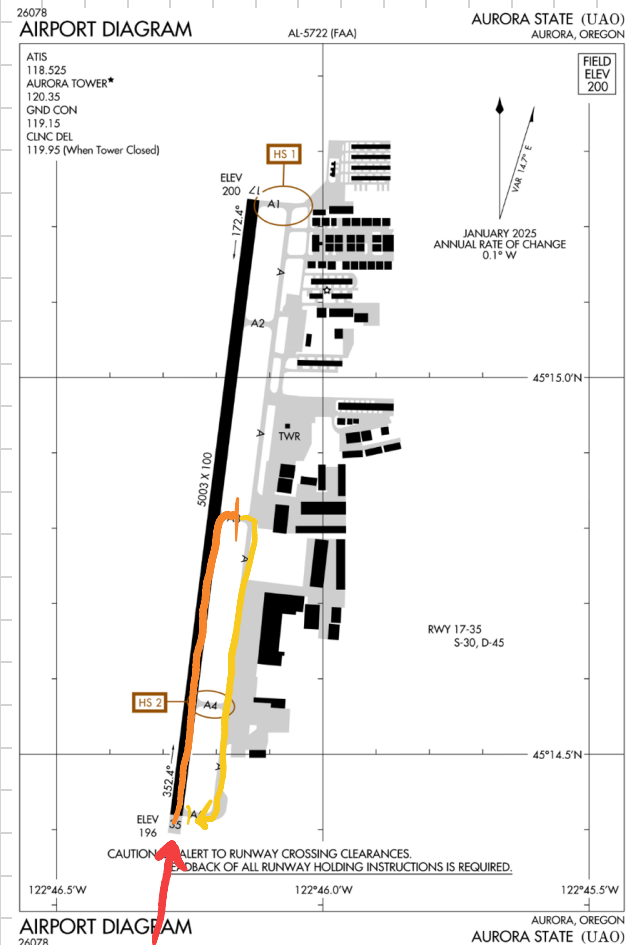 26078
AIRPORT DIAGRAM
AL-5722 (FAA)
AURORA STATE (UAO)
AURORA, OREGON
ATIS
118.525
AURORA TOWER★
120.35
GND CON
119.15
CLNC DEL
119.95 (When Tower Closed)
FIELD
ELEV
200
VAR 14.7° E
JANUARY 2025
ANNUAL RATE OF CHANGE
0.1° W
HS 1
ELEV
200
17
A1
172.4°
A
A2
45°15.0'N
A
TWR
5003 X 100
A
RWY 17-35
S-30, D-45
HS 2
A4
45°14.5'N
352.4°
A
ELEV
196
35
ALERT TO RUNWAY CROSSING CLEARANCES.
OF ALL RUNWAY HOLDING INSTRUCTIONS IS REQUIRED.
122°46.5'W
122°46.0'W
122°45.5'W
AIRPORT DIAGRAM
26078
AURORA, OREGON
AURORA STATE (UAO)